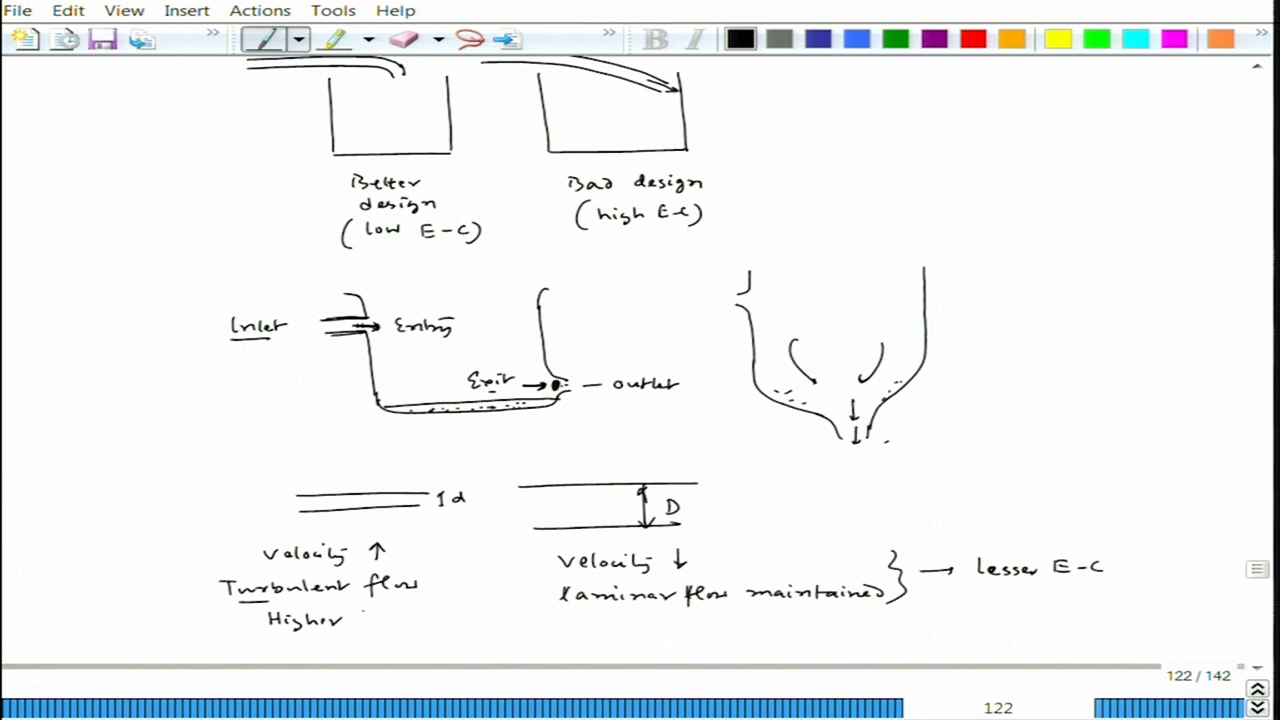 File Edit View Insert Actions Tools Help
B I
Better
design
(low E-C)
Bad design
(high E-C)
Inlet
Entry
Exit
outlet
d
D
Velocity ↑
Turbulent flow
Higher
Velocity ↓
Laminar flow maintained
→ Lesser E-C
122 / 142
122